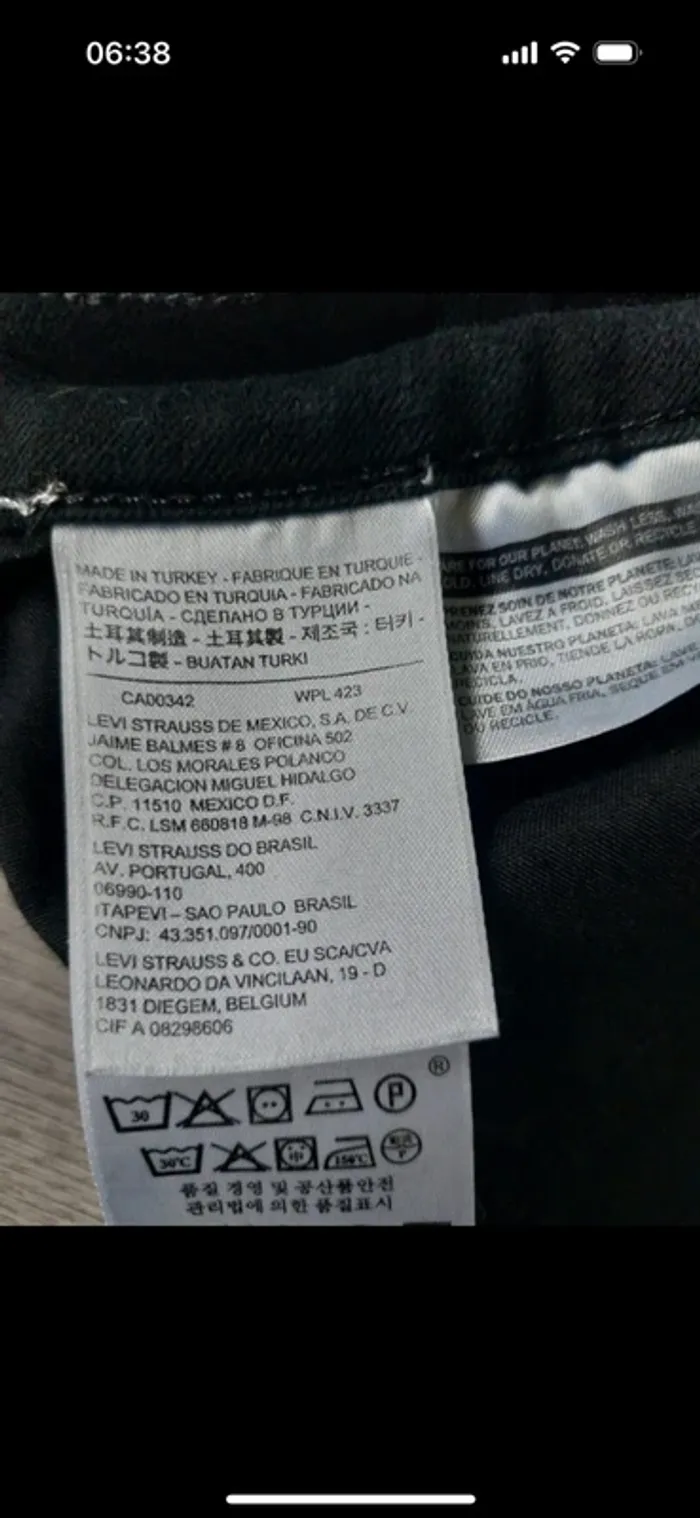 06:38
MADE IN TURKEY - FABRIQUE EN TURQUIE -
FABRICADO EN TURQUIA - FABRICADO NA
TURQUÍA - СДЕЛАНО В ТУРЦИИ -
土耳其制造 - 土耳其製 - 제조국 : 터키 -
トルコ製 - BUATAN TURKI
CA00342 WPL 423
LEVI STRAUSS DE MEXICO, S.A. DE C.V.
JAIME BALMES # 8 OFICINA 502
COL. LOS MORALES POLANCO
DELEGACION MIGUEL HIDALGO
C.P. 11510 MEXICO D.F.
R.F.C. LSM 660818 M-98 C.N.I.V. 3337
LEVI STRAUSS DO BRASIL
AV. PORTUGAL, 400
06990-110
ITAPEVI – SAO PAULO BRASIL
CNPJ: 43.351.097/0001-90
LEVI STRAUSS & CO. EU SCA/CVA
LEONARDO DA VINCILAAN, 19 - D
1831 DIEGEM, BELGIUM
CIF A 08298606
FOR OUR PLANET, WASH LESS,
LINE DRY, DONATE OR RECYCLE
PRENEZ SOIN DE NOTRE PLANETE:
MOINS, LAVEZ A FROID, LAISSEZ
NATURELLEMENT, DONNEZ OU
CUIDA NUESTRO PLANETA: LAVA
LAVA EN FRIO, TIENDE LA ROPA,
RECICLA.
CUIDE DO NOSSO PLANETA: LAVE
LAVE EM ÁGUA FRIA, SEQUE EM
OU RECICLE.
®
30 P
30°C 150°C
품질 경영 및 공산품안전
관리법에 의한 품질표시